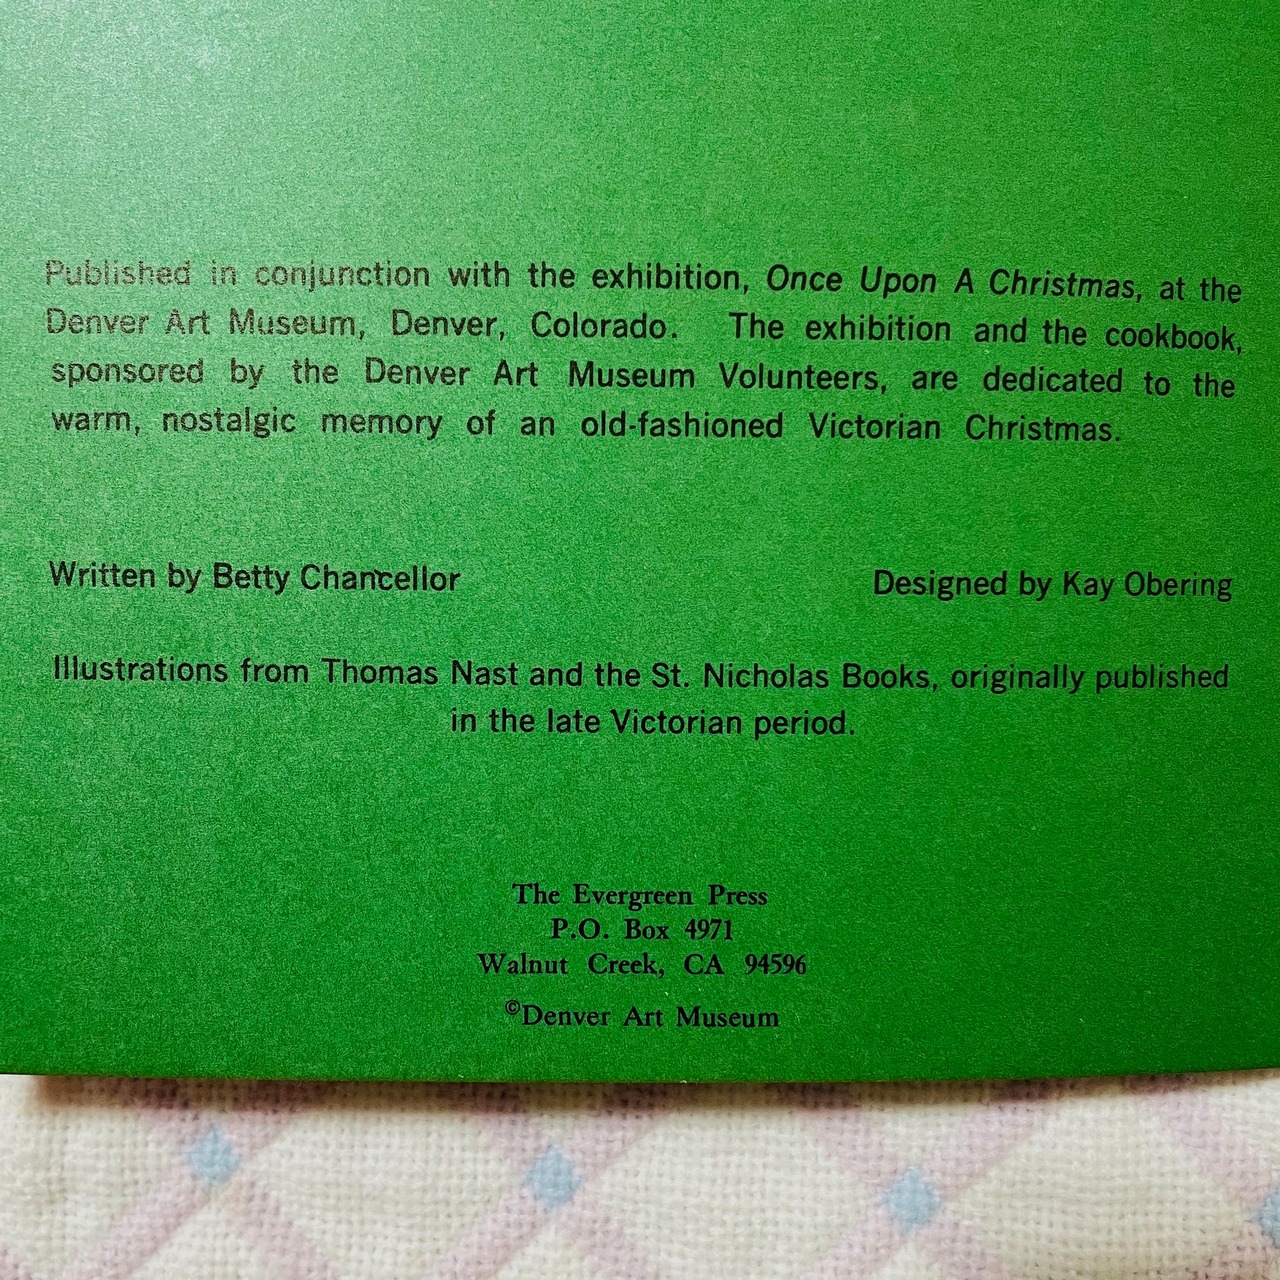 Published in conjunction with the exhibition, Once Upon A Christmas, at the
Denver Art Museum, Denver, Colorado. The exhibition and the cookbook,
sponsored by the Denver Art Museum Volunteers, are dedicated to the
warm, nostalgic memory of an old-fashioned Victorian Christmas.
Written by Betty Chancellor
Designed by Kay Obering
Illustrations from Thomas Nast and the St. Nicholas Books, originally published
in the late Victorian period.
The Evergreen Press
P.O. Box 4971
Walnut Creek, CA 94596
©Denver Art Museum